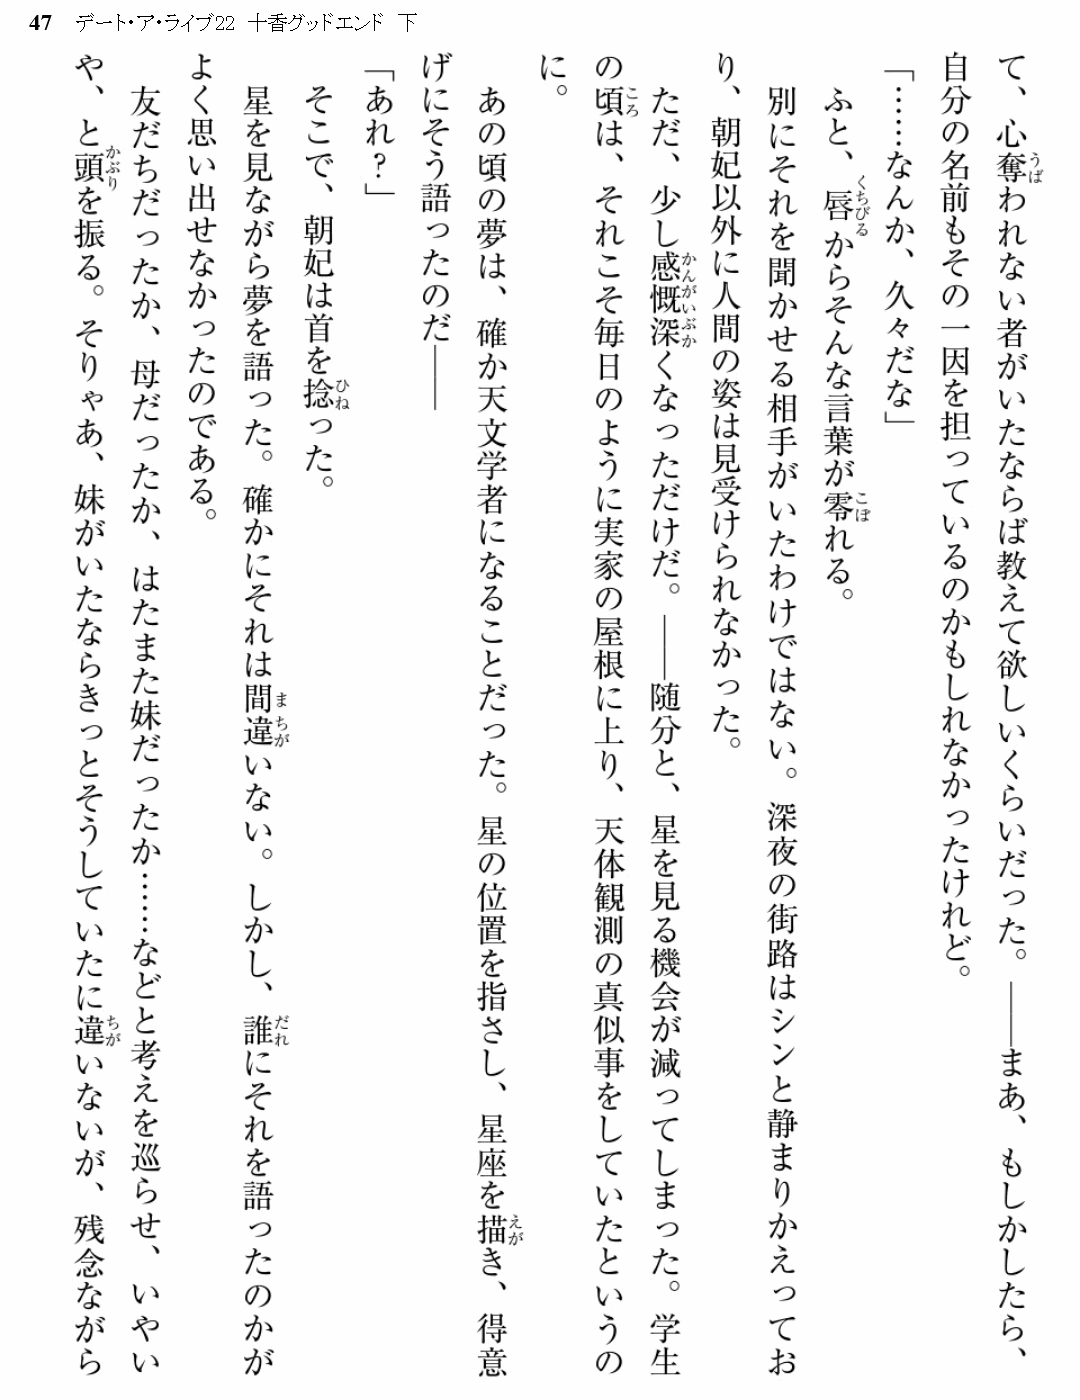 47 デート・ア・ライブ22 十香グッドエンド 下
て、心奪われない者がいたならば教えて欲しいくらいだった。――まあ、もしかしたら、
自分の名前もその一因を担っているのかもしれなかったけれど。
「……なんか、久々だな」
ふと、唇からそんな言葉が零れる。
別にそれを聞かせる相手がいたわけではない。深夜の街路はシンと静まりかえってお
り、朝妃以外に人間の姿は見受けられなかった。
ただ、少し感慨深くなっただけだ。――随分と、星を見る機会が減ってしまった。学生
の頃は、それこそ毎日のように実家の屋根に上り、天体観測の真似事をしていたというの
に。
あの頃の夢は、確か天文学者になることだった。星の位置を指さし、星座を描き、得意
げにそう語ったのだ――
「あれ？」
そこで、朝妃は首を捻った。
星を見ながら夢を語った。確かにそれは間違いない。しかし、誰にそれを語ったのかが
よく思い出せなかったのである。
友だちだったか、母だったか、はたまた妹だったか……などと考えを巡らせ、いやい
や、と頭を振る。そりゃあ、妹がいたならきっとそうしていたに違いないが、残念ながら